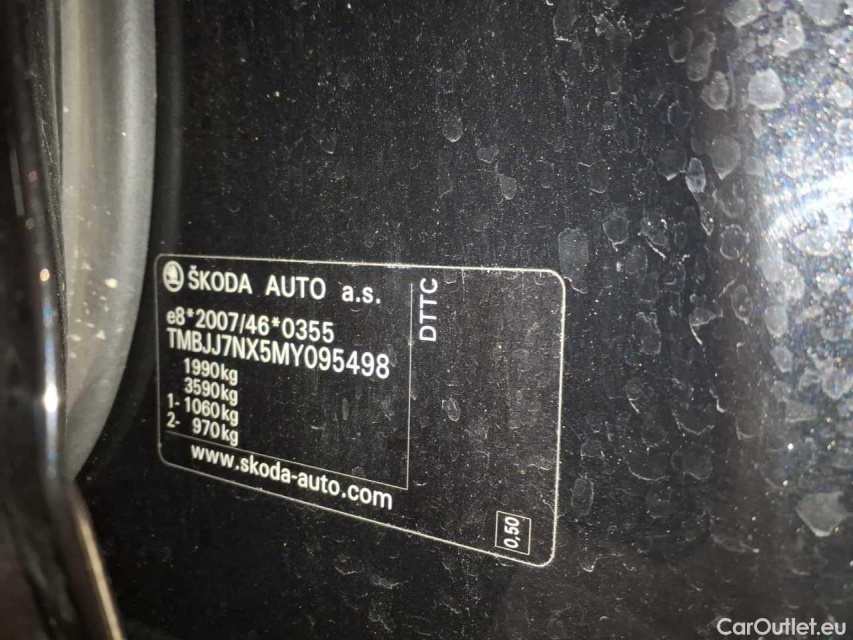 ŠKODA AUTO a.s.
e8*2007/46*0355
TMBJJ7NX5MY095498
1990kg
3590kg
1- 1060kg
2- 970kg
www.skoda-auto.com
DTTC
0,50
CarOutlet.eu